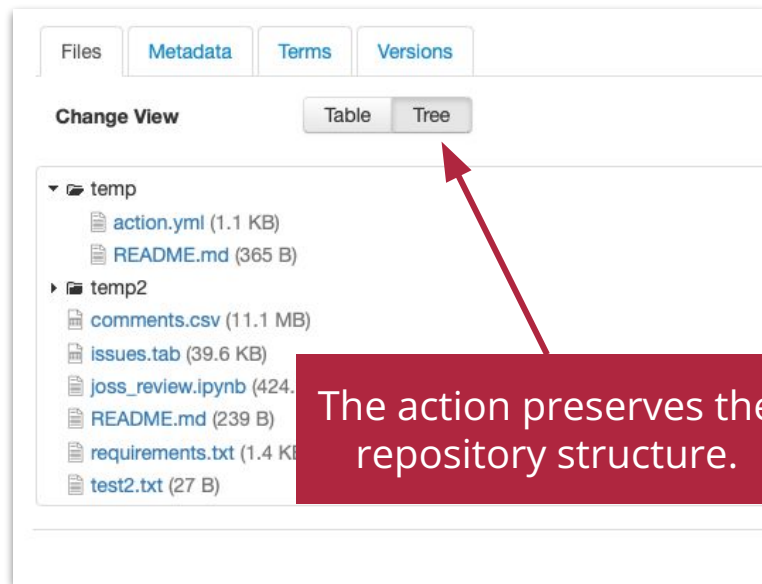 Files Metadata Terms Versions
Change View Table Tree
temp
action.yml (1.1 KB)
README.md (365 B)
temp2
comments.csv (11.1 MB)
issues.tab (39.6 KB)
joss_review.ipynb (424.
README.md (239 B)
requirements.txt (1.4 KB
test2.txt (27 B)
The action preserves the
repository structure.